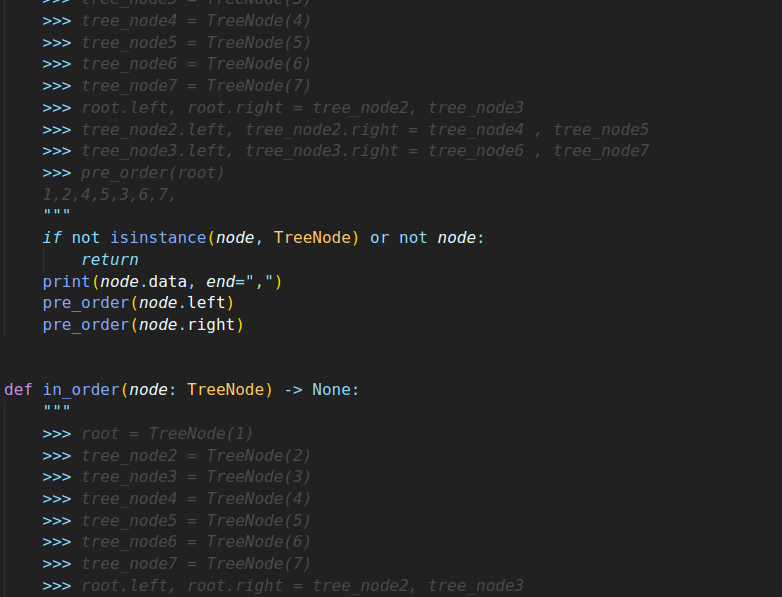 >>> tree_node3 = TreeNode(3)
>>> tree_node4 = TreeNode(4)
>>> tree_node5 = TreeNode(5)
>>> tree_node6 = TreeNode(6)
>>> tree_node7 = TreeNode(7)
>>> root.left, root.right = tree_node2, tree_node3
>>> tree_node2.left, tree_node2.right = tree_node4 , tree_node5
>>> tree_node3.left, tree_node3.right = tree_node6 , tree_node7
>>> pre_order(root)
1,2,4,5,3,6,7,
"""
if not isinstance(node, TreeNode) or not node:
return
print(node.data, end=",")
pre_order(node.left)
pre_order(node.right)
def in_order(node: TreeNode) -> None:
"""
>>> root = TreeNode(1)
>>> tree_node2 = TreeNode(2)
>>> tree_node3 = TreeNode(3)
>>> tree_node4 = TreeNode(4)
>>> tree_node5 = TreeNode(5)
>>> tree_node6 = TreeNode(6)
>>> tree_node7 = TreeNode(7)
>>> root.left, root.right = tree_node2, tree_node3